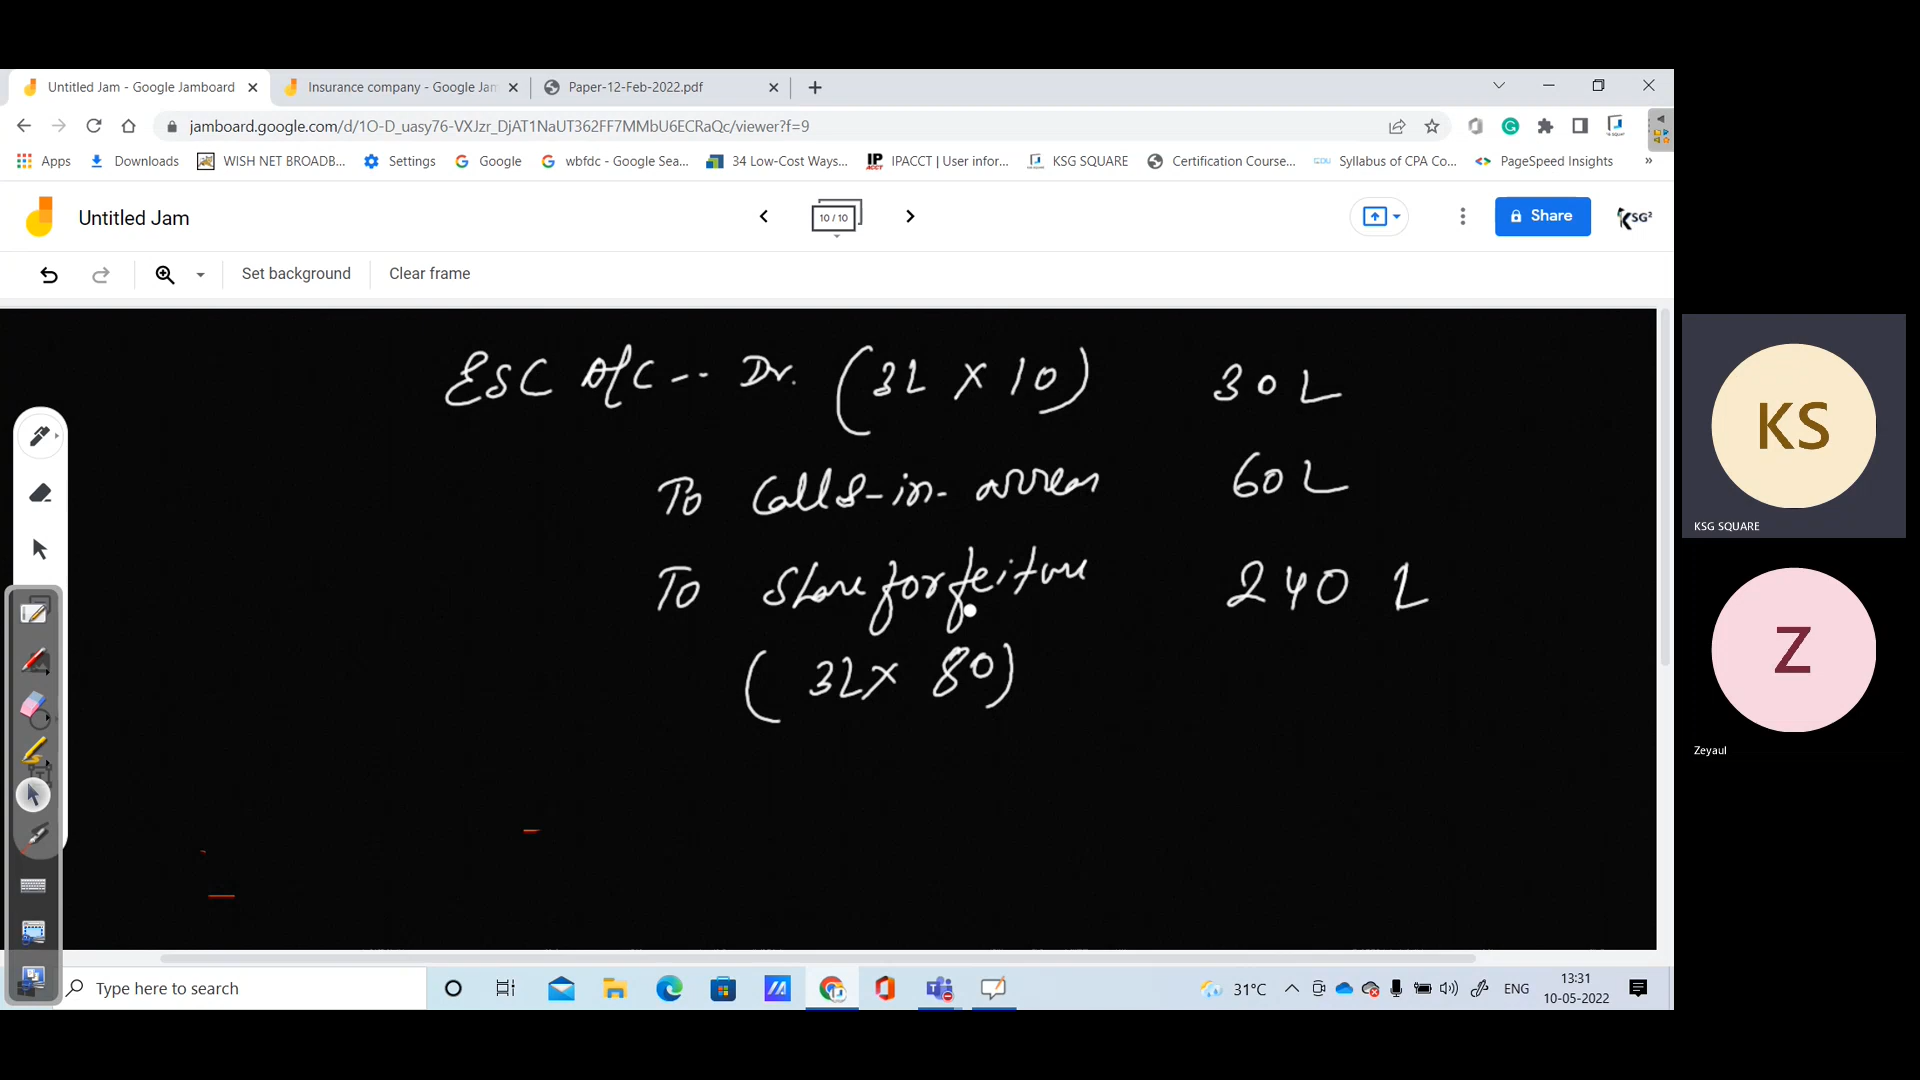 Untitled Jam - Google Jamboard
Insurance company - Google Jam
Paper-12-Feb-2022.pdf
jamboard.google.com/d/1O-D_uasy76-VXJzr_DjAT1NaUT362FF7MMbU6ECRaQc/viewer?f=9
Apps Downloads WISH NET BROADB... Settings Google wbfdc - Google Sea... 34 Low-Cost Ways... IPACCT | User infor... KSG SQUARE Certification Course... Syllabus of CPA Co... PageSpeed Insights »
Untitled Jam
10 / 10
Share
KSG²
Set background Clear frame
ESC A/C -- Dr. (3L X 10) 30 L
To Calls-in-arrear 60 L
To Share forfeiture 240 L
(3L X 80)
KS
KSG SQUARE
Z
Zeyaul
Type here to search
31°C
ENG
13:31
10-05-2022